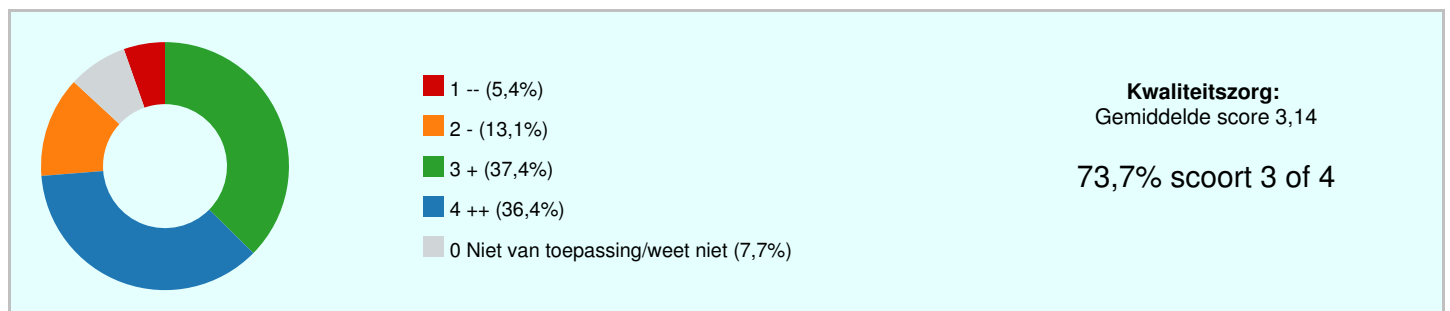 1 -- (5,4%)
2 - (13,1%)
3 + (37,4%)
4 ++ (36,4%)
0 Niet van toepassing/weet niet (7,7%)
Kwaliteitszorg:
Gemiddelde score 3,14
73,7% scoort 3 of 4